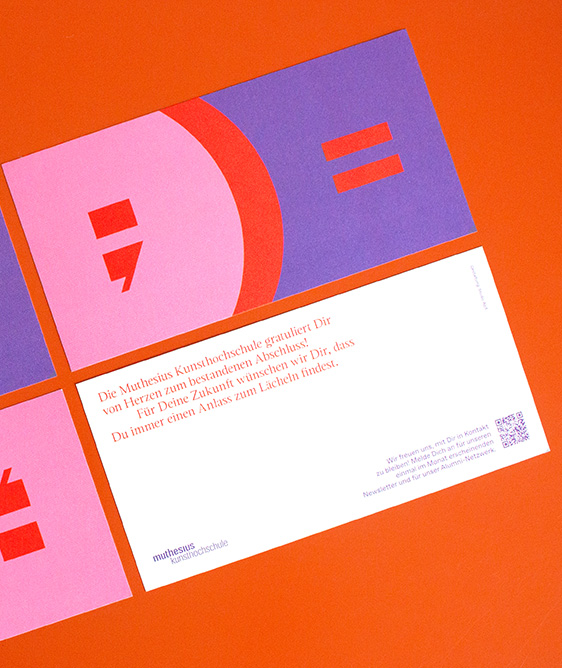 ;) =
Die Muthesius Kunsthochschule gratuliert Dir
von Herzen zum bestandenen Abschluss!
Für Deine Zukunft wünschen wir Dir, dass
Du immer einen Anlass zum Lächeln findest.
Wir freuen uns, mit Dir in Kontakt
zu bleiben! Melde Dich an für unseren
einmal im Monat erscheinenden
Newsletter und für unser Alumni-Netzwerk.
muthesius
kunsthochschule